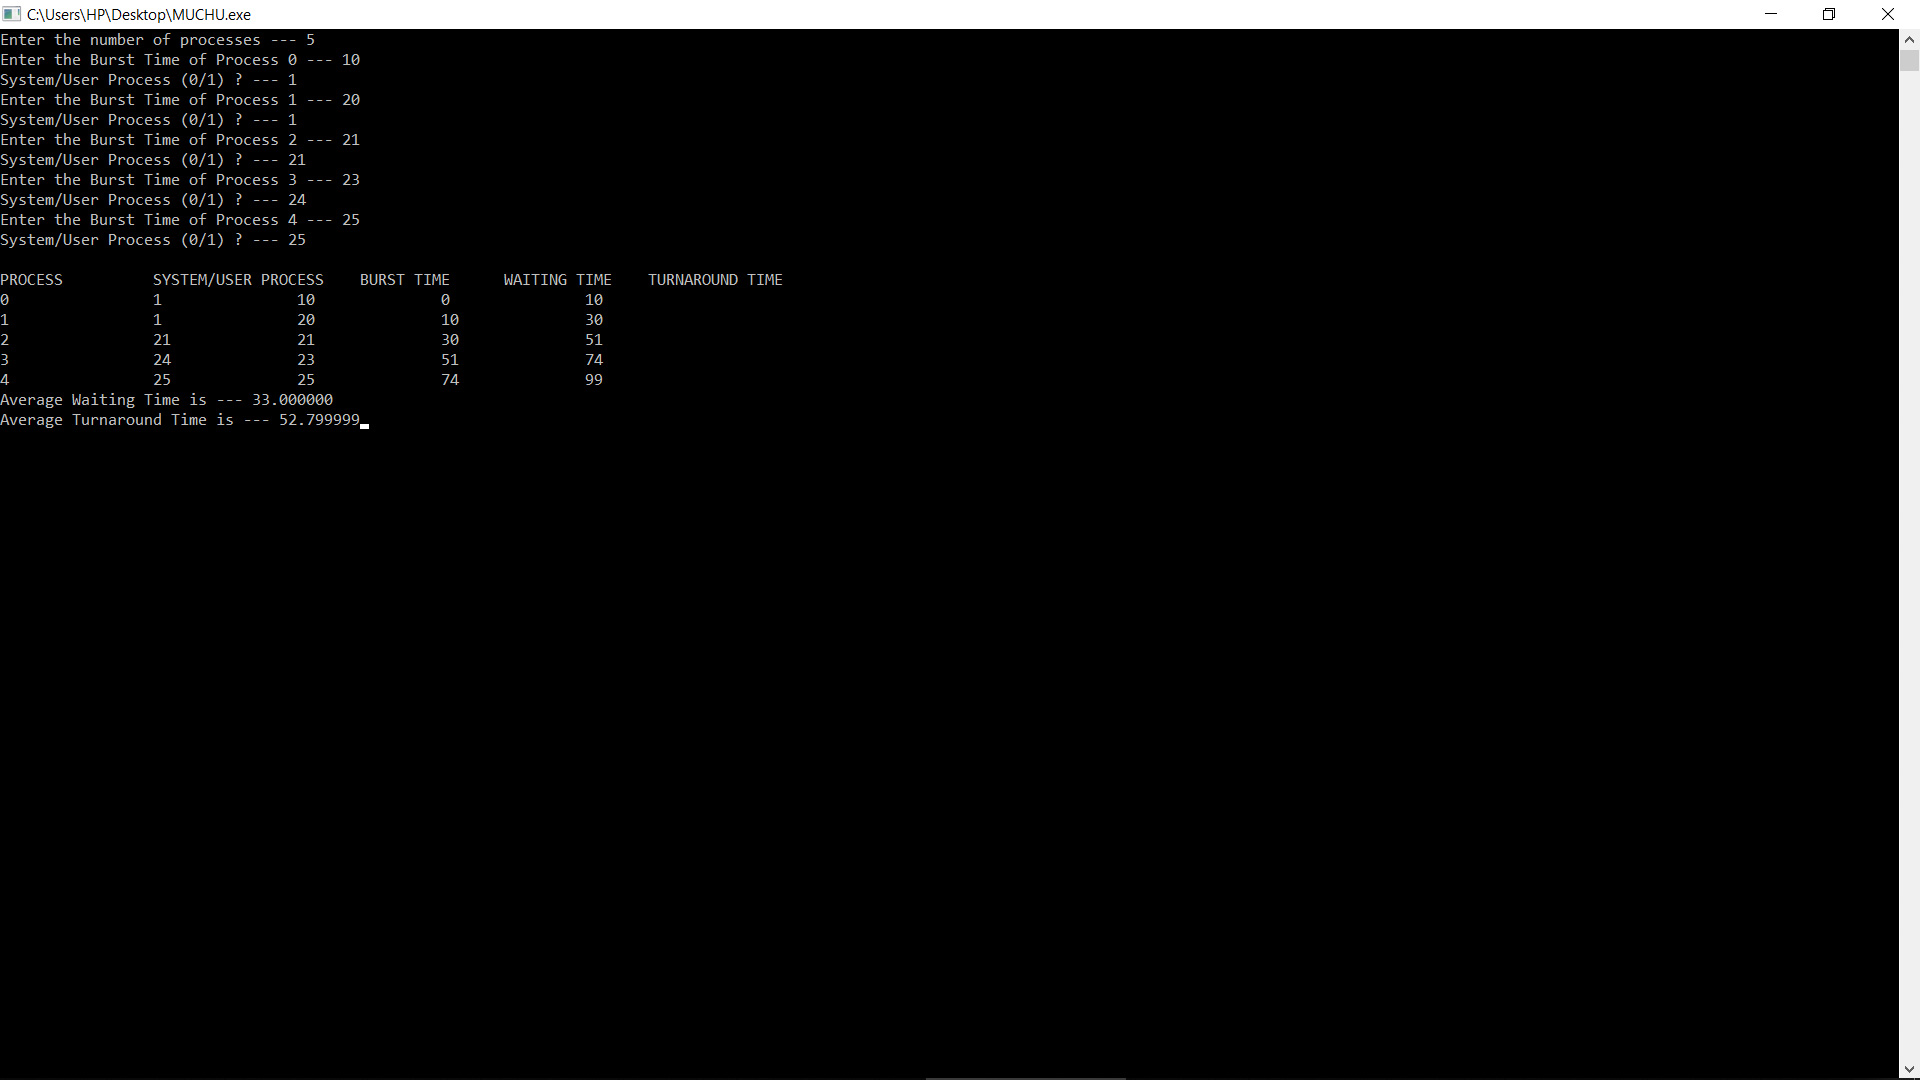 C:\Users\HP\Desktop\MUCHU.exe
Enter the number of processes --- 5
Enter the Burst Time of Process 0 --- 10
System/User Process (0/1) ? --- 1
Enter the Burst Time of Process 1 --- 20
System/User Process (0/1) ? --- 1
Enter the Burst Time of Process 2 --- 21
System/User Process (0/1) ? --- 21
Enter the Burst Time of Process 3 --- 23
System/User Process (0/1) ? --- 24
Enter the Burst Time of Process 4 --- 25
System/User Process (0/1) ? --- 25
PROCESS          SYSTEM/USER PROCESS    BURST TIME      WAITING TIME    TURNAROUND TIME
0                1               10              0               10
1                1               20              10              30
2                21              21              30              51
3                24              23              51              74
4                25              25              74              99
Average Waiting Time is --- 33.000000
Average Turnaround Time is --- 52.799999